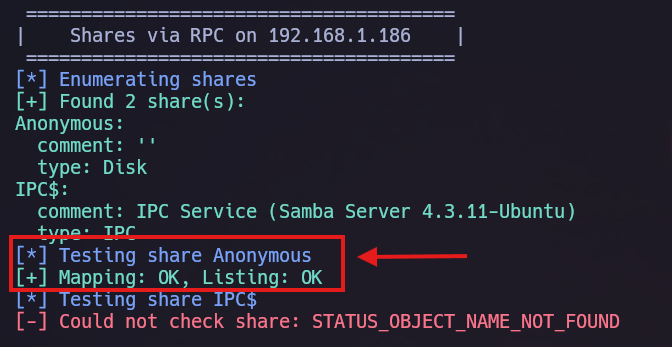 =======================================
|    Shares via RPC on 192.168.1.186    |
=======================================
[*] Enumerating shares
[+] Found 2 share(s):
Anonymous:
  comment: ''
  type: Disk
IPC$:
  comment: IPC Service (Samba Server 4.3.11-Ubuntu)
  type: IPC
[*] Testing share Anonymous
[+] Mapping: OK, Listing: OK
[*] Testing share IPC$
[-] Could not check share: STATUS_OBJECT_NAME_NOT_FOUND